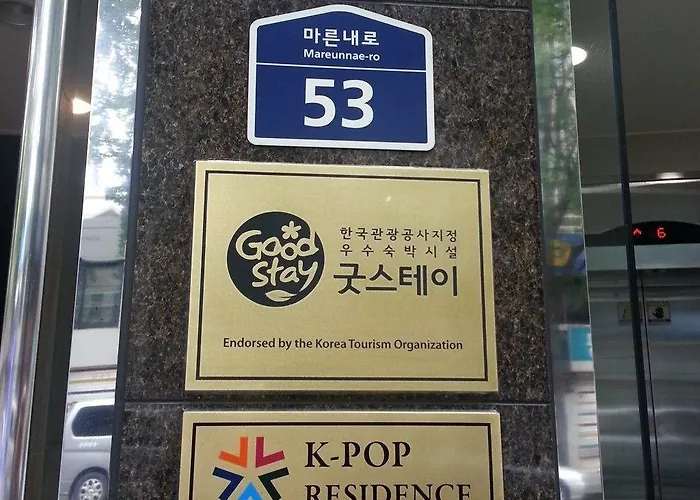 마른내로
Mareunnae-ro
53
Good
Stay
한국관광공사지정
우수숙박시설
굿스테이
Endorsed by the Korea Tourism Organization
6
K-POP
RESIDENCE